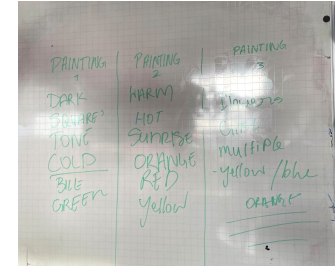 PAINTING
1
DARK
SQUARE
TONE
COLD
BLUE
GREEN
PAINTING
2
WARM
HOT
SUNRISE
ORANGE
RED
yellow
PAINTING
3
multiple
-yellow/blue
ORANGE